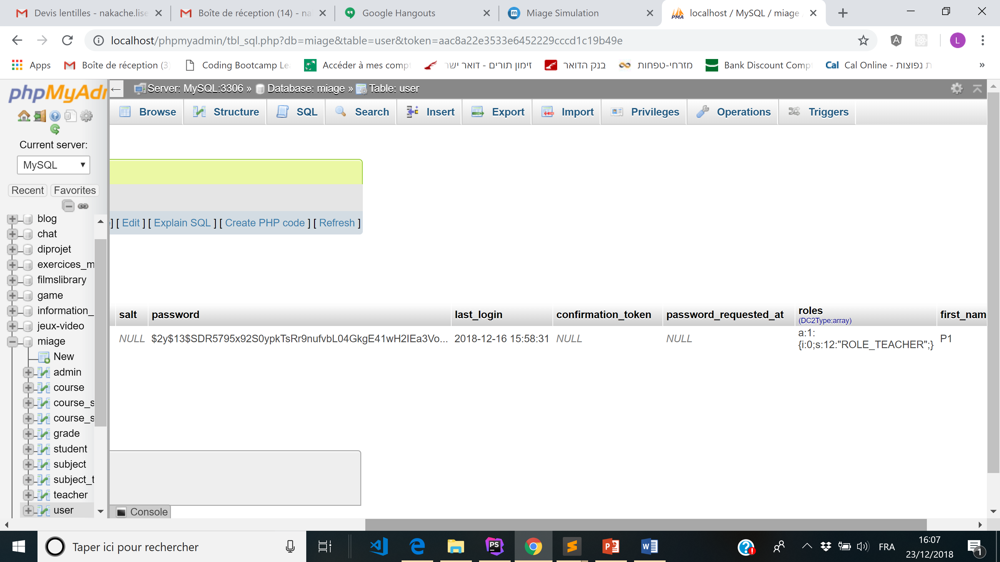 Devis lentilles - nakache.lise
Boîte de réception (14) - na
Google Hangouts
Miage Simulation
PMA localhost / MySQL / miage
localhost/phpmyadmin/tbl_sql.php?db=miage&table=user&token=aac8a22e3533e6452229cccd1c19b49e
L
Apps
Boîte de réception (3)
Coding Bootcamp Le
Accéder à mes comp
זימון תורים - דואר ישר
בנק הדואר
מזרחי-טפחות
Bank Discount Comp
Cal Cal Online - ת נפוצות
»
phpMyAd
Server: MySQL:3306 » Database: miage » Table: user
Browse
Structure
SQL
Search
Insert
Export
Import
Privileges
Operations
Triggers
Current server:
MySQL
Recent
Favorites
blog
chat
diprojet
exercices_m
filmslibrary
game
information_
jeux-video
miage
New
admin
course
course_s
course_s
grade
student
subject
subject_t
teacher
user
] [ Edit ] [ Explain SQL ] [ Create PHP code ] [ Refresh ]
salt password last_login confirmation_token password_requested_at roles first_nam
(DC2Type:array)
NULL $2y$13$SDR5795x92S0ypkTsRr9nufvbL04GkgE41wH2IEa3Vo... 2018-12-16 15:58:31 NULL NULL a:1: P1
{i:0;s:12:"ROLE_TEACHER";}
Console
Taper ici pour rechercher
PS
P
W
FRA
16:07
23/12/2018
1